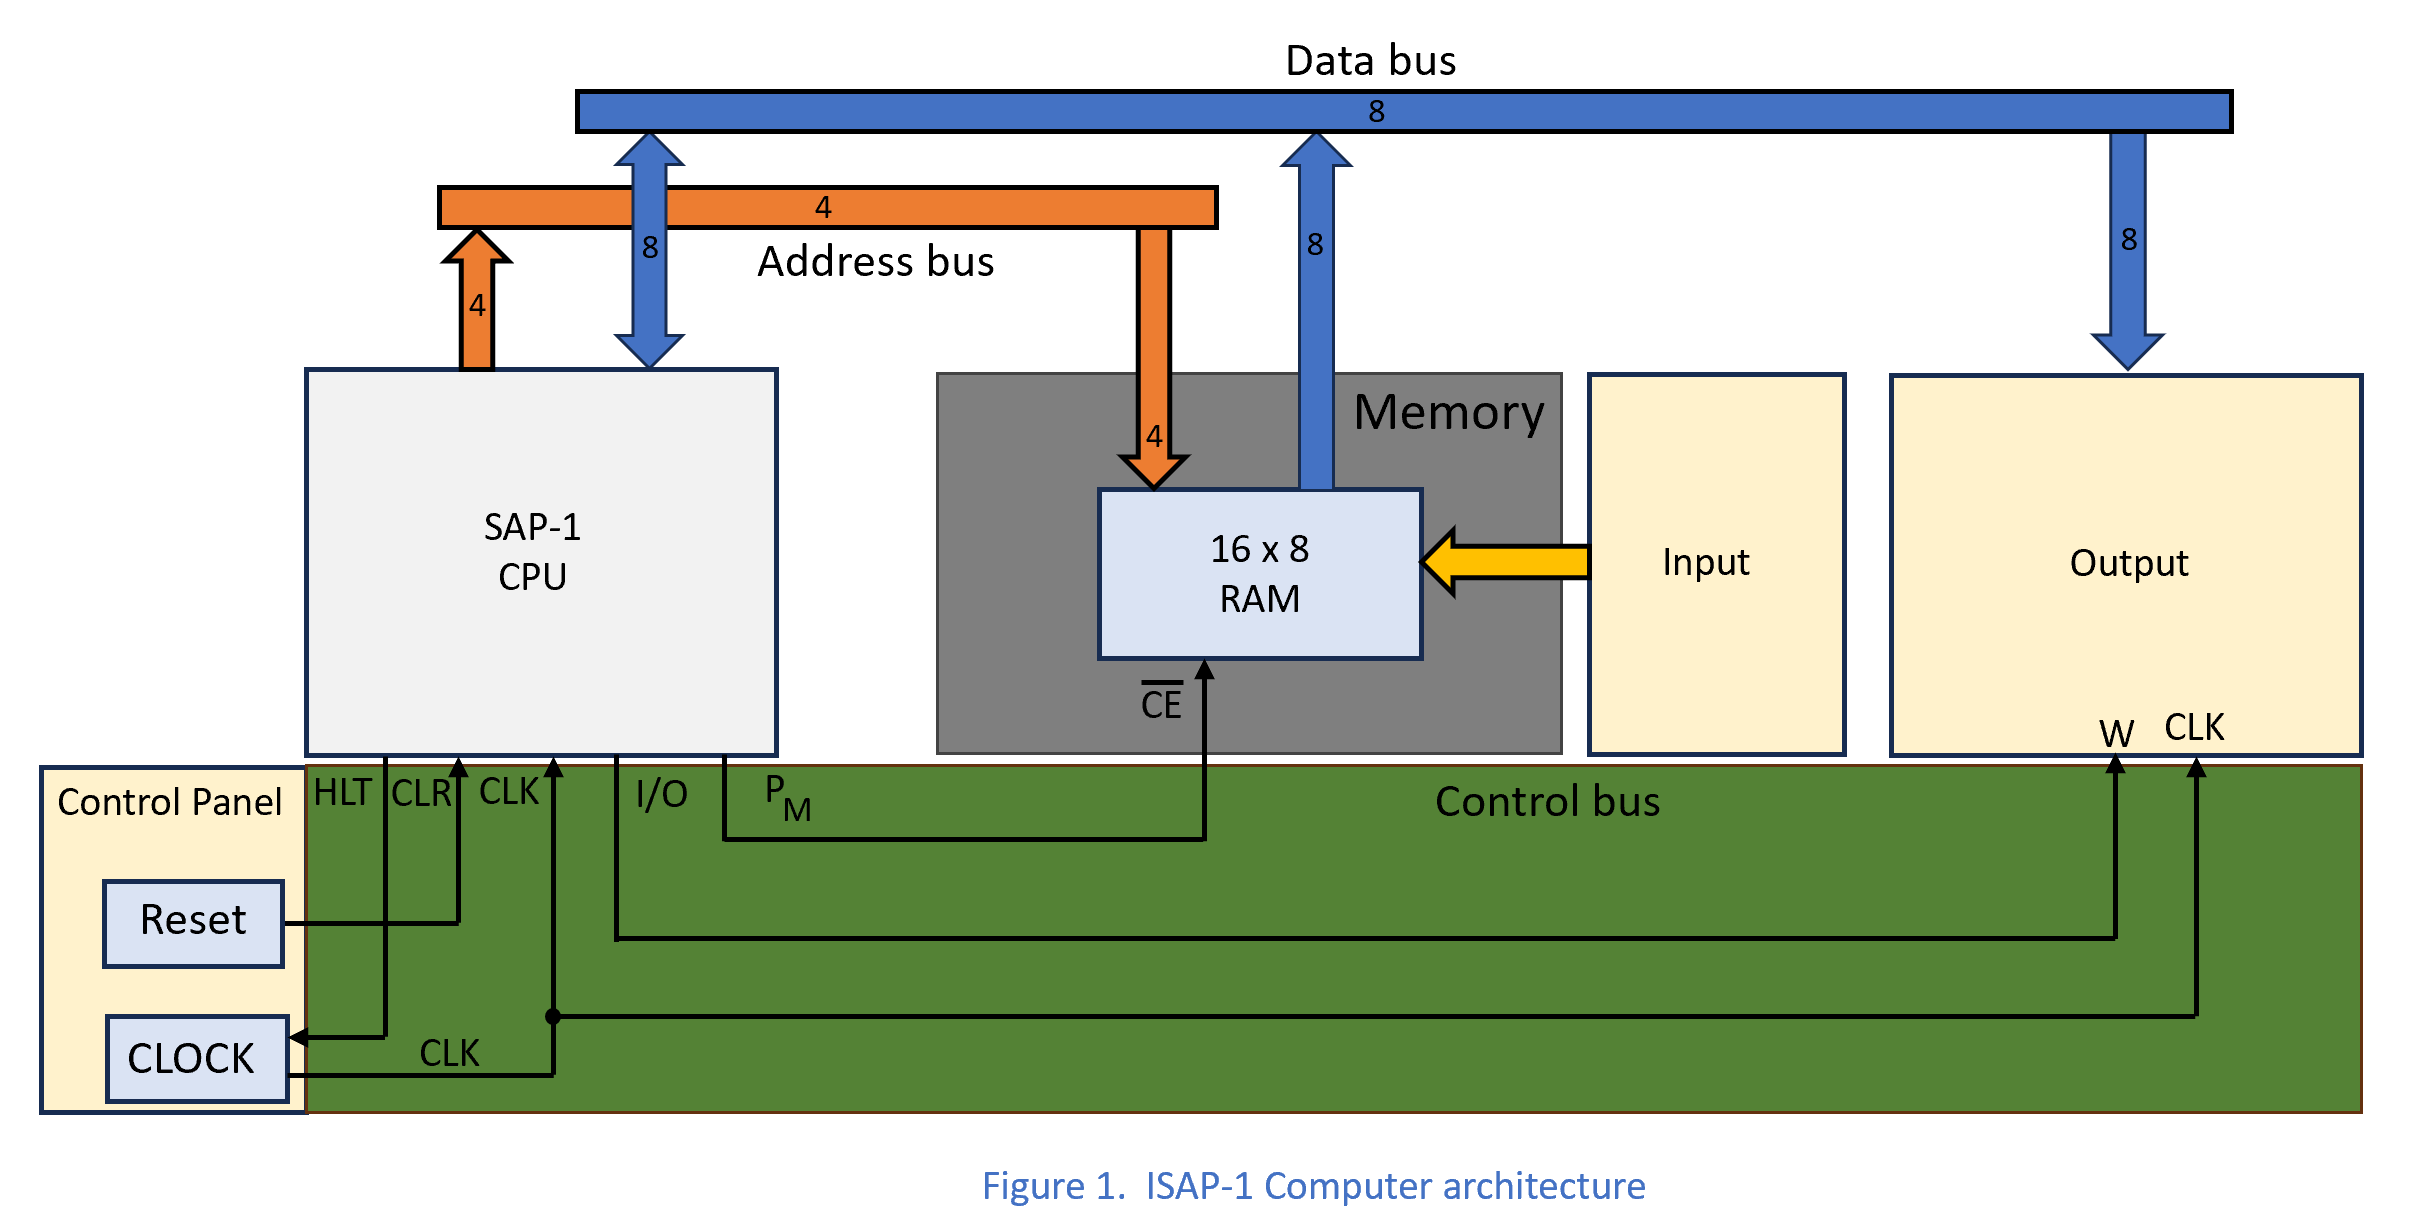 Data bus
8
4
8
Address bus
4
8
8
4
Memory
SAP-1
CPU
16 x 8
RAM
Input
Output
CE
W
CLK
Control Panel
HLT
CLR
CLK
I/O
PM
Control bus
Reset
CLOCK
CLK
Figure 1. ISAP-1 Computer architecture